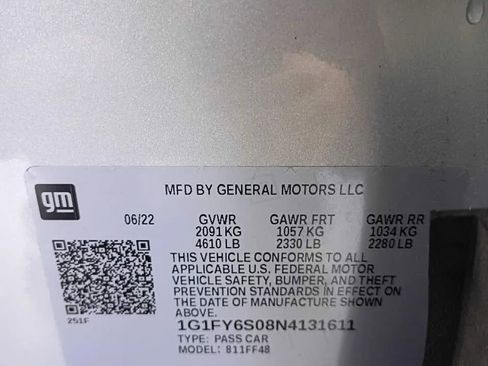 gm
MFD BY GENERAL MOTORS LLC
06/22 GVWR GAWR FRT GAWR RR
2091 KG 1057 KG 1034 KG
4610 LB 2330 LB 2280 LB
THIS VEHICLE CONFORMS TO ALL
APPLICABLE U.S. FEDERAL MOTOR
VEHICLE SAFETY, BUMPER, AND THEFT
PREVENTION STANDARDS IN EFFECT ON
THE DATE OF MANUFACTURE SHOWN
ABOVE.
251F
1G1FY6S08N4131611
TYPE: PASS CAR
MODEL: 811FF48